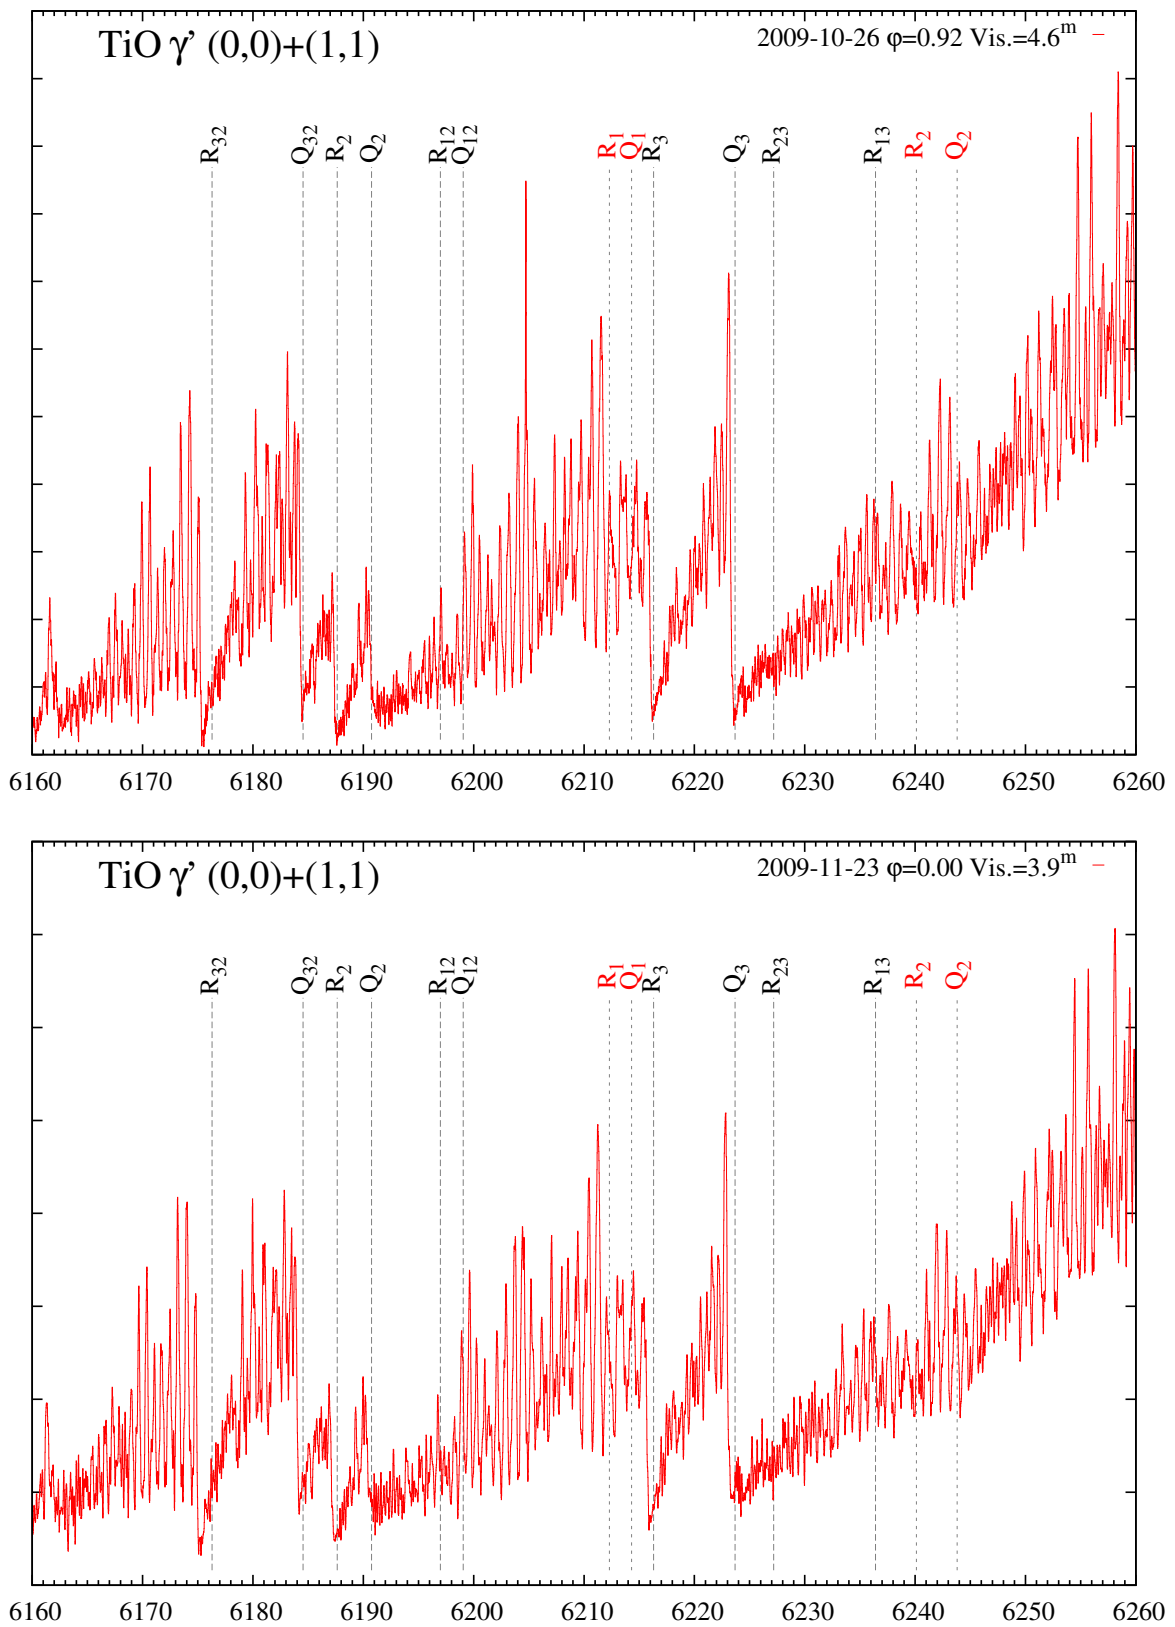 TiO γ' (0,0)+(1,1)
2009-10-26 φ=0.92 Vis.=4.6ᵐ
R₃₂ Q₃₂ R₂ Q₂ R₁₂ Q₁₂ R₁ Q₁ R₃ Q₃ R₂₃ R₁₃ R₂ Q₂
6160 6170 6180 6190 6200 6210 6220 6230 6240 6250 6260
TiO γ' (0,0)+(1,1)
2009-11-23 φ=0.00 Vis.=3.9ᵐ
R₃₂ Q₃₂ R₂ Q₂ R₁₂ Q₁₂ R₁ Q₁ R₃ Q₃ R₂₃ R₁₃ R₂ Q₂
6160 6170 6180 6190 6200 6210 6220 6230 6240 6250 6260